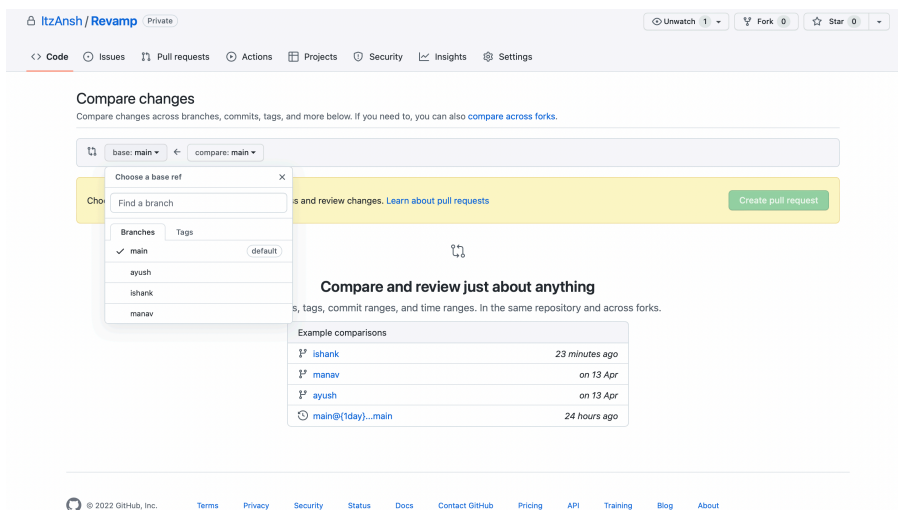 ItzAnsh / Revamp Private
Unwatch 1 Fork 0 Star 0
Code Issues Pull requests Actions Projects Security Insights Settings
Compare changes
Compare changes across branches, commits, tags, and more below. If you need to, you can also compare across forks.
base: main ← compare: main
Choose a base ref
Find a branch
Branches Tags
main default
ayush
ishank
manav
Cho
s and review changes. Learn about pull requests
Create pull request
Compare and review just about anything
s, tags, commit ranges, and time ranges. In the same repository and across forks.
Example comparisons
ishank 23 minutes ago
manav on 13 Apr
ayush on 13 Apr
main@{1day}...main 24 hours ago
© 2022 GitHub, Inc. Terms Privacy Security Status Docs Contact GitHub Pricing API Training Blog About